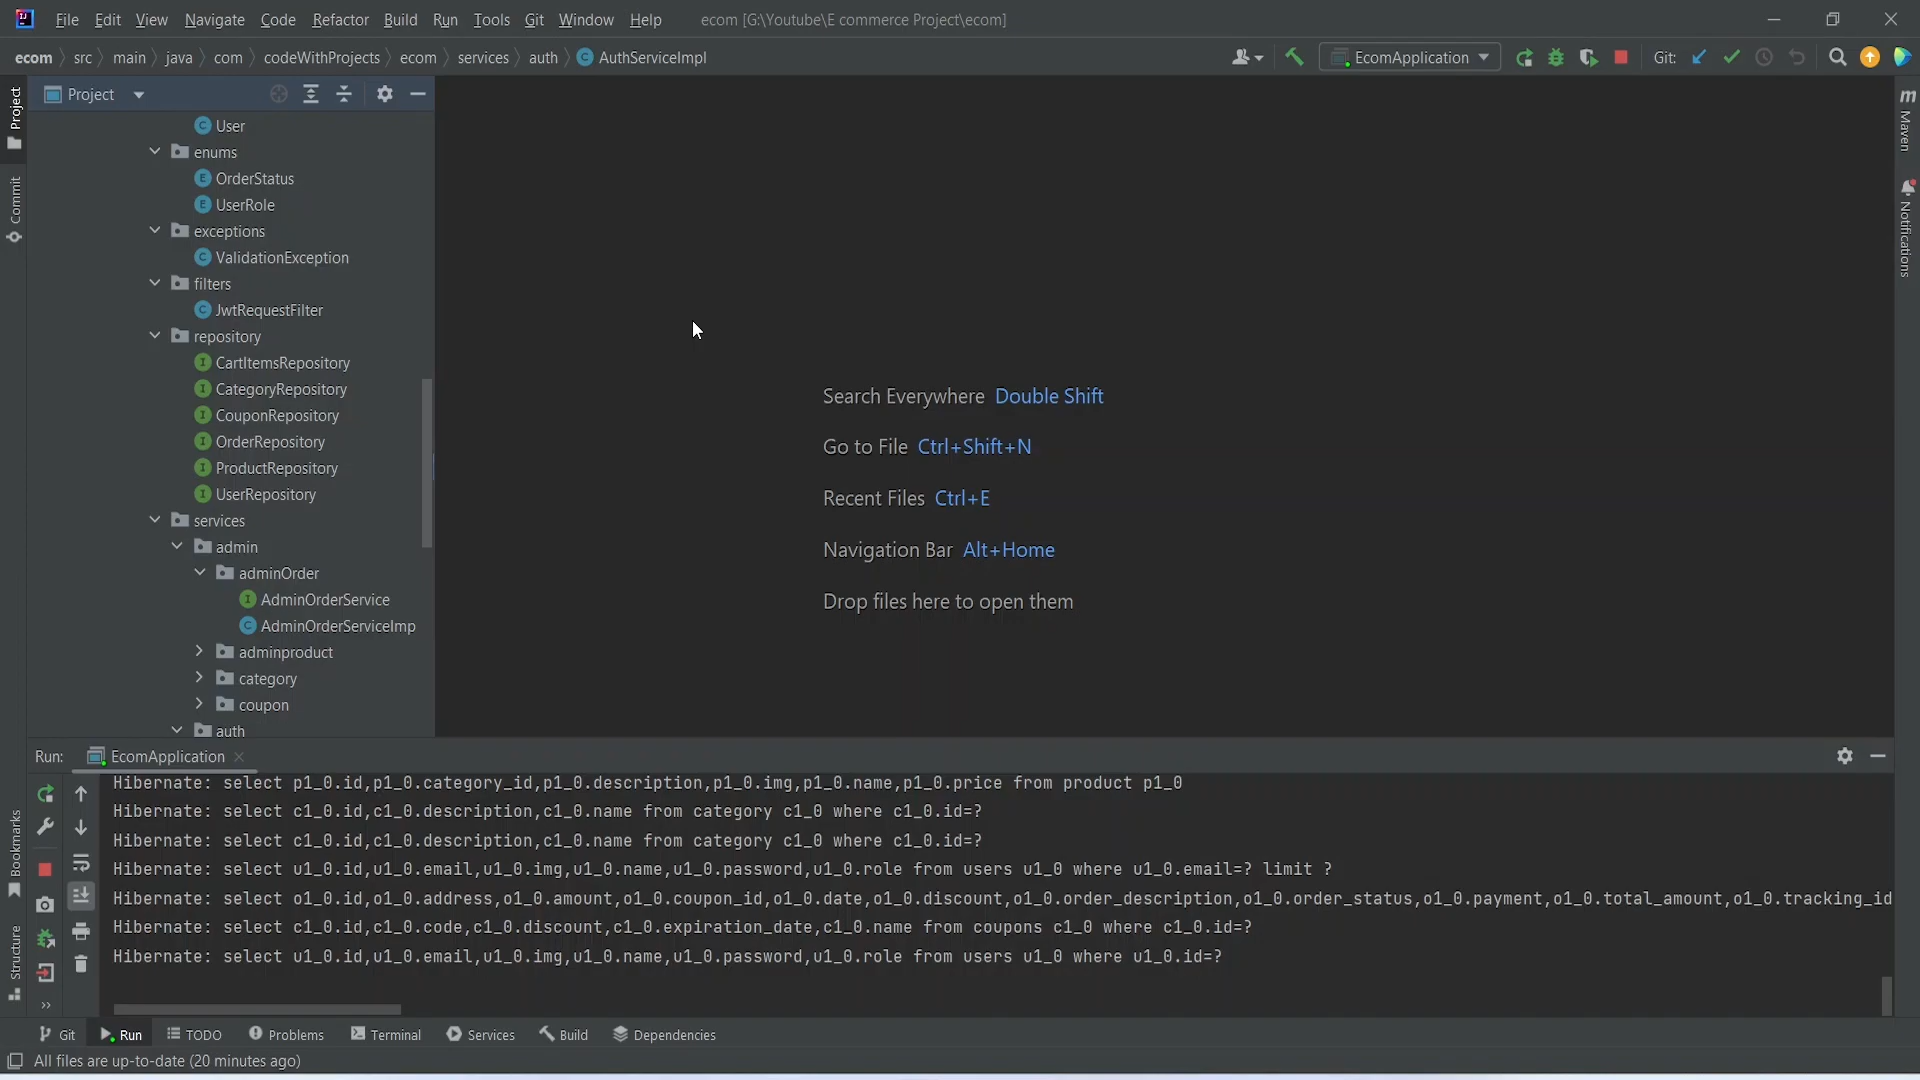 File Edit View Navigate Code Refactor Build Run Tools Git Window Help ecom [G:\Youtube\E commerce Project\ecom]
ecom src main java com codeWithProjects ecom services auth AuthServiceImpl EcomApplication Git:
Project
Project
Commit
Bookmarks
Structure
Maven
Notifications
User
enums
OrderStatus
UserRole
exceptions
ValidationException
filters
JwtRequestFilter
repository
CartItemsRepository
CategoryRepository
CouponRepository
OrderRepository
ProductRepository
UserRepository
services
admin
adminOrder
AdminOrderService
AdminOrderServiceImp
adminproduct
category
coupon
auth
Search Everywhere Double Shift
Go to File Ctrl+Shift+N
Recent Files Ctrl+E
Navigation Bar Alt+Home
Drop files here to open them
Run: EcomApplication
Hibernate: select p1_0.id,p1_0.category_id,p1_0.description,p1_0.img,p1_0.name,p1_0.price from product p1_0
Hibernate: select c1_0.id,c1_0.description,c1_0.name from category c1_0 where c1_0.id=?
Hibernate: select c1_0.id,c1_0.description,c1_0.name from category c1_0 where c1_0.id=?
Hibernate: select u1_0.id,u1_0.email,u1_0.img,u1_0.name,u1_0.password,u1_0.role from users u1_0 where u1_0.email=? limit ?
Hibernate: select o1_0.id,o1_0.address,o1_0.amount,o1_0.coupon_id,o1_0.date,o1_0.discount,o1_0.order_description,o1_0.order_status,o1_0.payment,o1_0.total_amount,o1_0.tracking_id
Hibernate: select c1_0.id,c1_0.code,c1_0.discount,c1_0.expiration_date,c1_0.name from coupons c1_0 where c1_0.id=?
Hibernate: select u1_0.id,u1_0.email,u1_0.img,u1_0.name,u1_0.password,u1_0.role from users u1_0 where u1_0.id=?
Git Run TODO Problems Terminal Services Build Dependencies
All files are up-to-date (20 minutes ago)